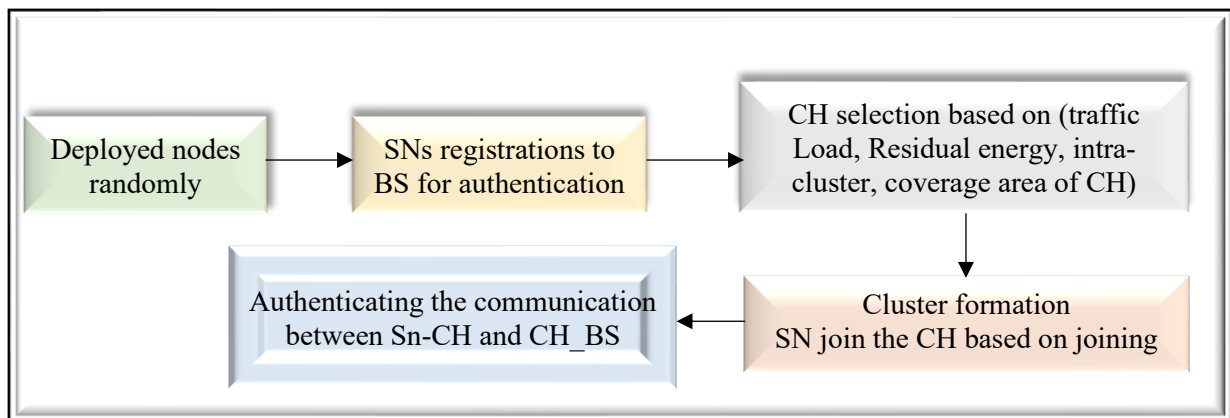 Deployed nodes
randomly
SNs registrations to
BS for authentication
CH selection based on (traffic
Load, Residual energy, intra-
cluster, coverage area of CH)
Cluster formation
SN join the CH based on joining
Authenticating the communication
between Sn-CH and CH_BS